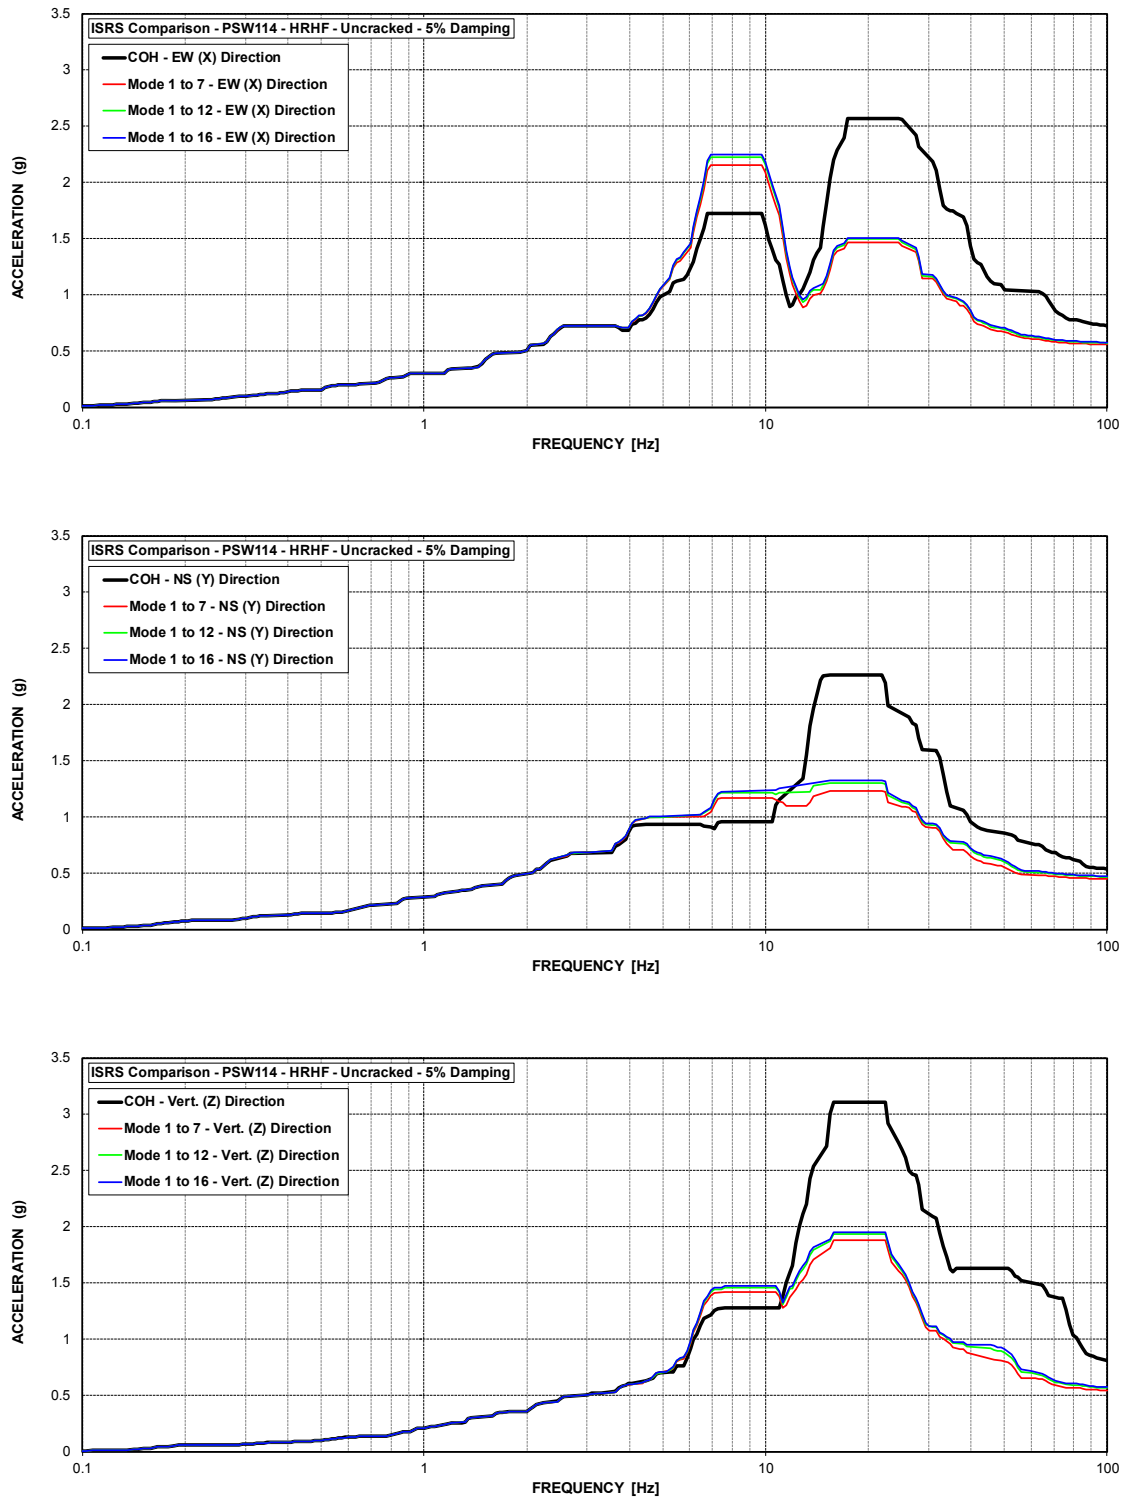 ISRS Comparison - PSW114 - HRHF - Uncracked - 5% Damping
COH - EW (X) Direction
Mode 1 to 7 - EW (X) Direction
Mode 1 to 12 - EW (X) Direction
Mode 1 to 16 - EW (X) Direction
ACCELERATION (g)
3.5
3
2.5
2
1.5
1
0.5
0
0.1
1
10
100
FREQUENCY [Hz]
ISRS Comparison - PSW114 - HRHF - Uncracked - 5% Damping
COH - NS (Y) Direction
Mode 1 to 7 - NS (Y) Direction
Mode 1 to 12 - NS (Y) Direction
Mode 1 to 16 - NS (Y) Direction
ACCELERATION (g)
3.5
3
2.5
2
1.5
1
0.5
0
0.1
1
10
100
FREQUENCY [Hz]
ISRS Comparison - PSW114 - HRHF - Uncracked - 5% Damping
COH - Vert. (Z) Direction
Mode 1 to 7 - Vert. (Z) Direction
Mode 1 to 12 - Vert. (Z) Direction
Mode 1 to 16 - Vert. (Z) Direction
ACCELERATION (g)
3.5
3
2.5
2
1.5
1
0.5
0
0.1
1
10
100
FREQUENCY [Hz]